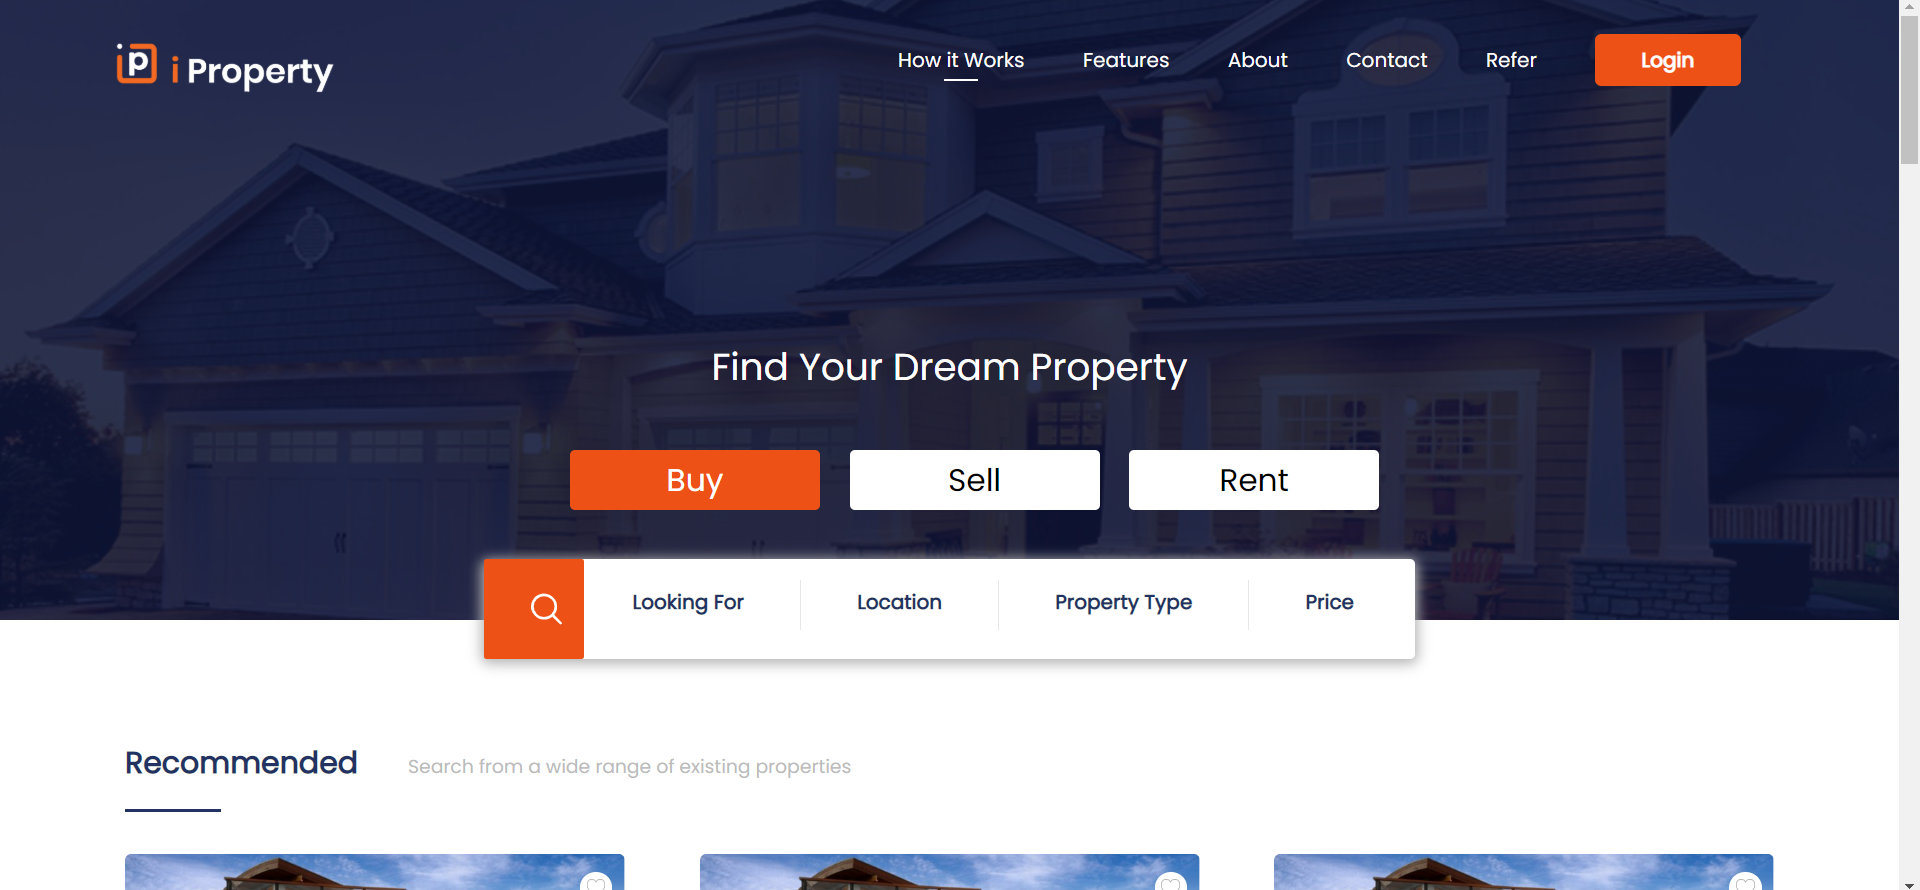 ip i Property
How it Works
Features
About
Contact
Refer
Login
Find Your Dream Property
Buy
Sell
Rent
Looking For
Location
Property Type
Price
Recommended
Search from a wide range of existing properties